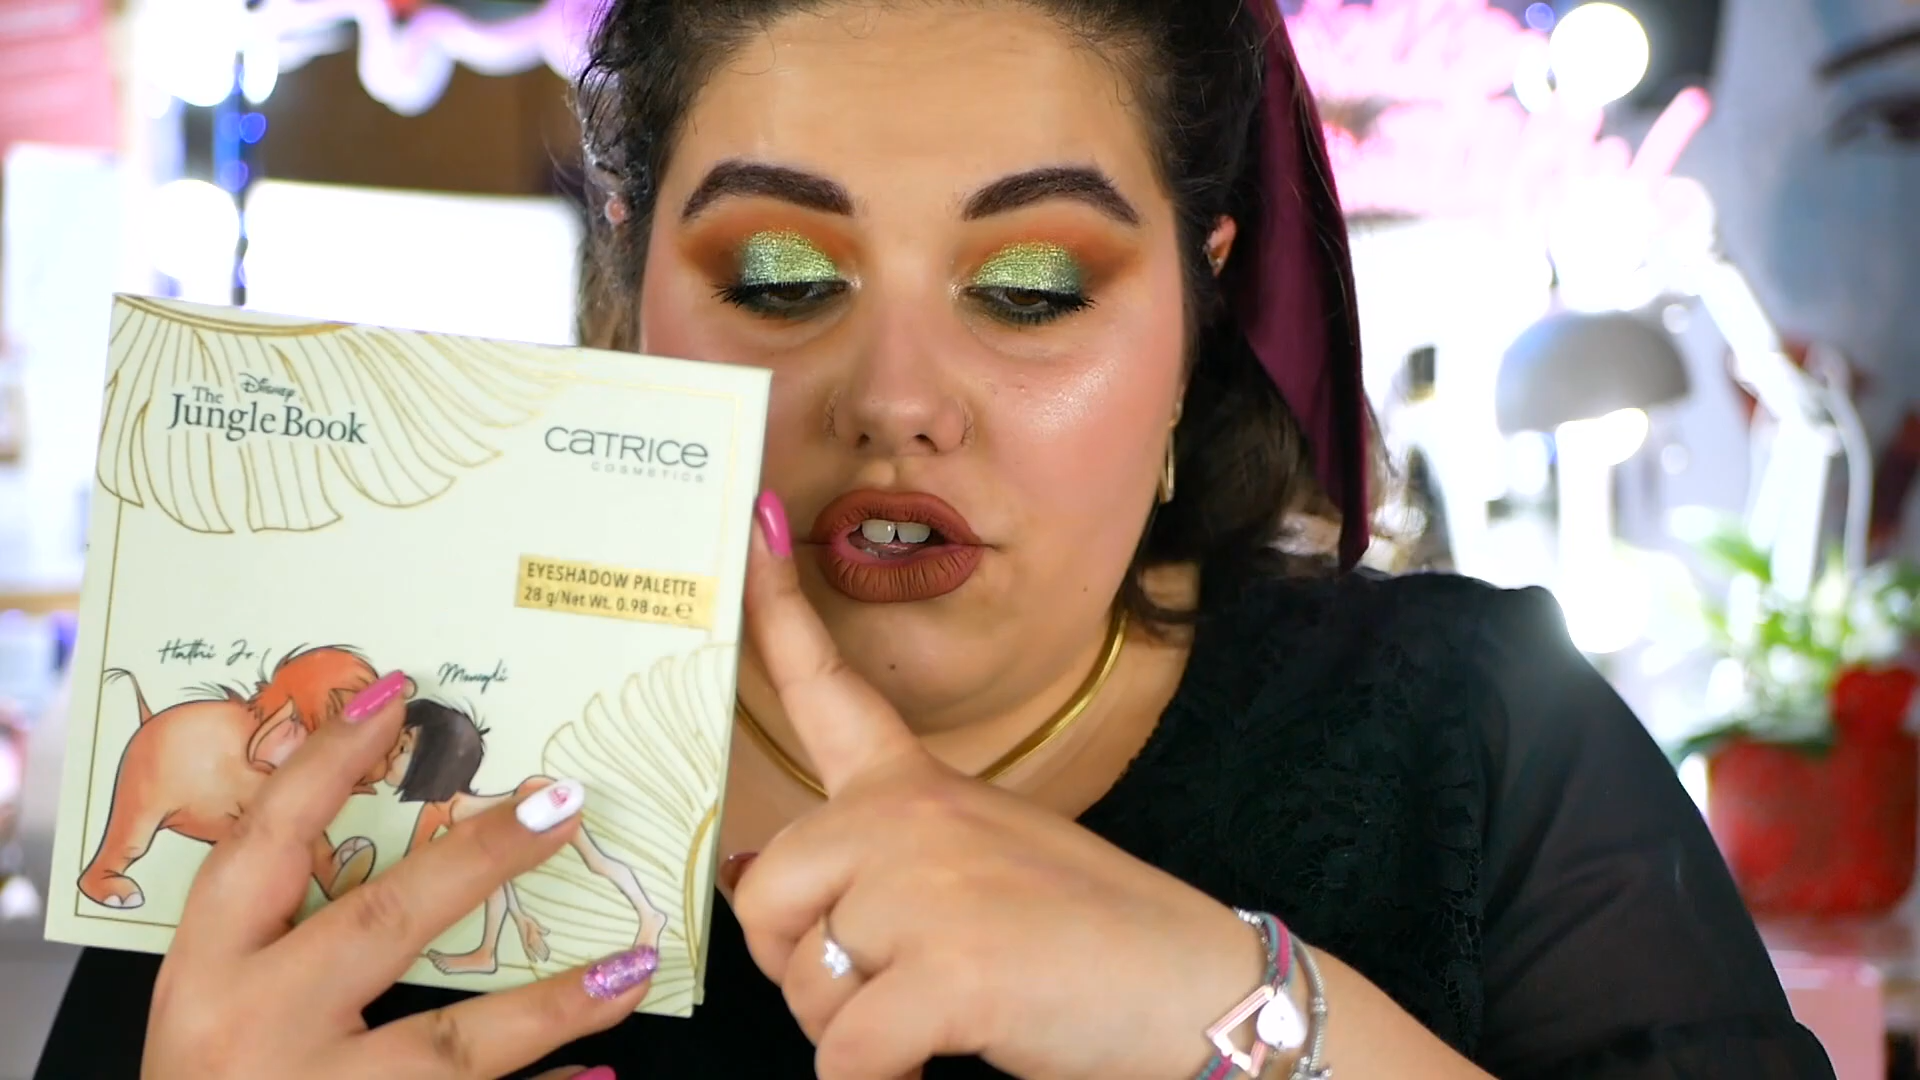 Disney
The
Jungle Book
CATRICE
COSMETICS
EYESHADOW PALETTE
28 g/Net Wt. 0.98 oz. ℮
Hathi Jr.
Mowgli